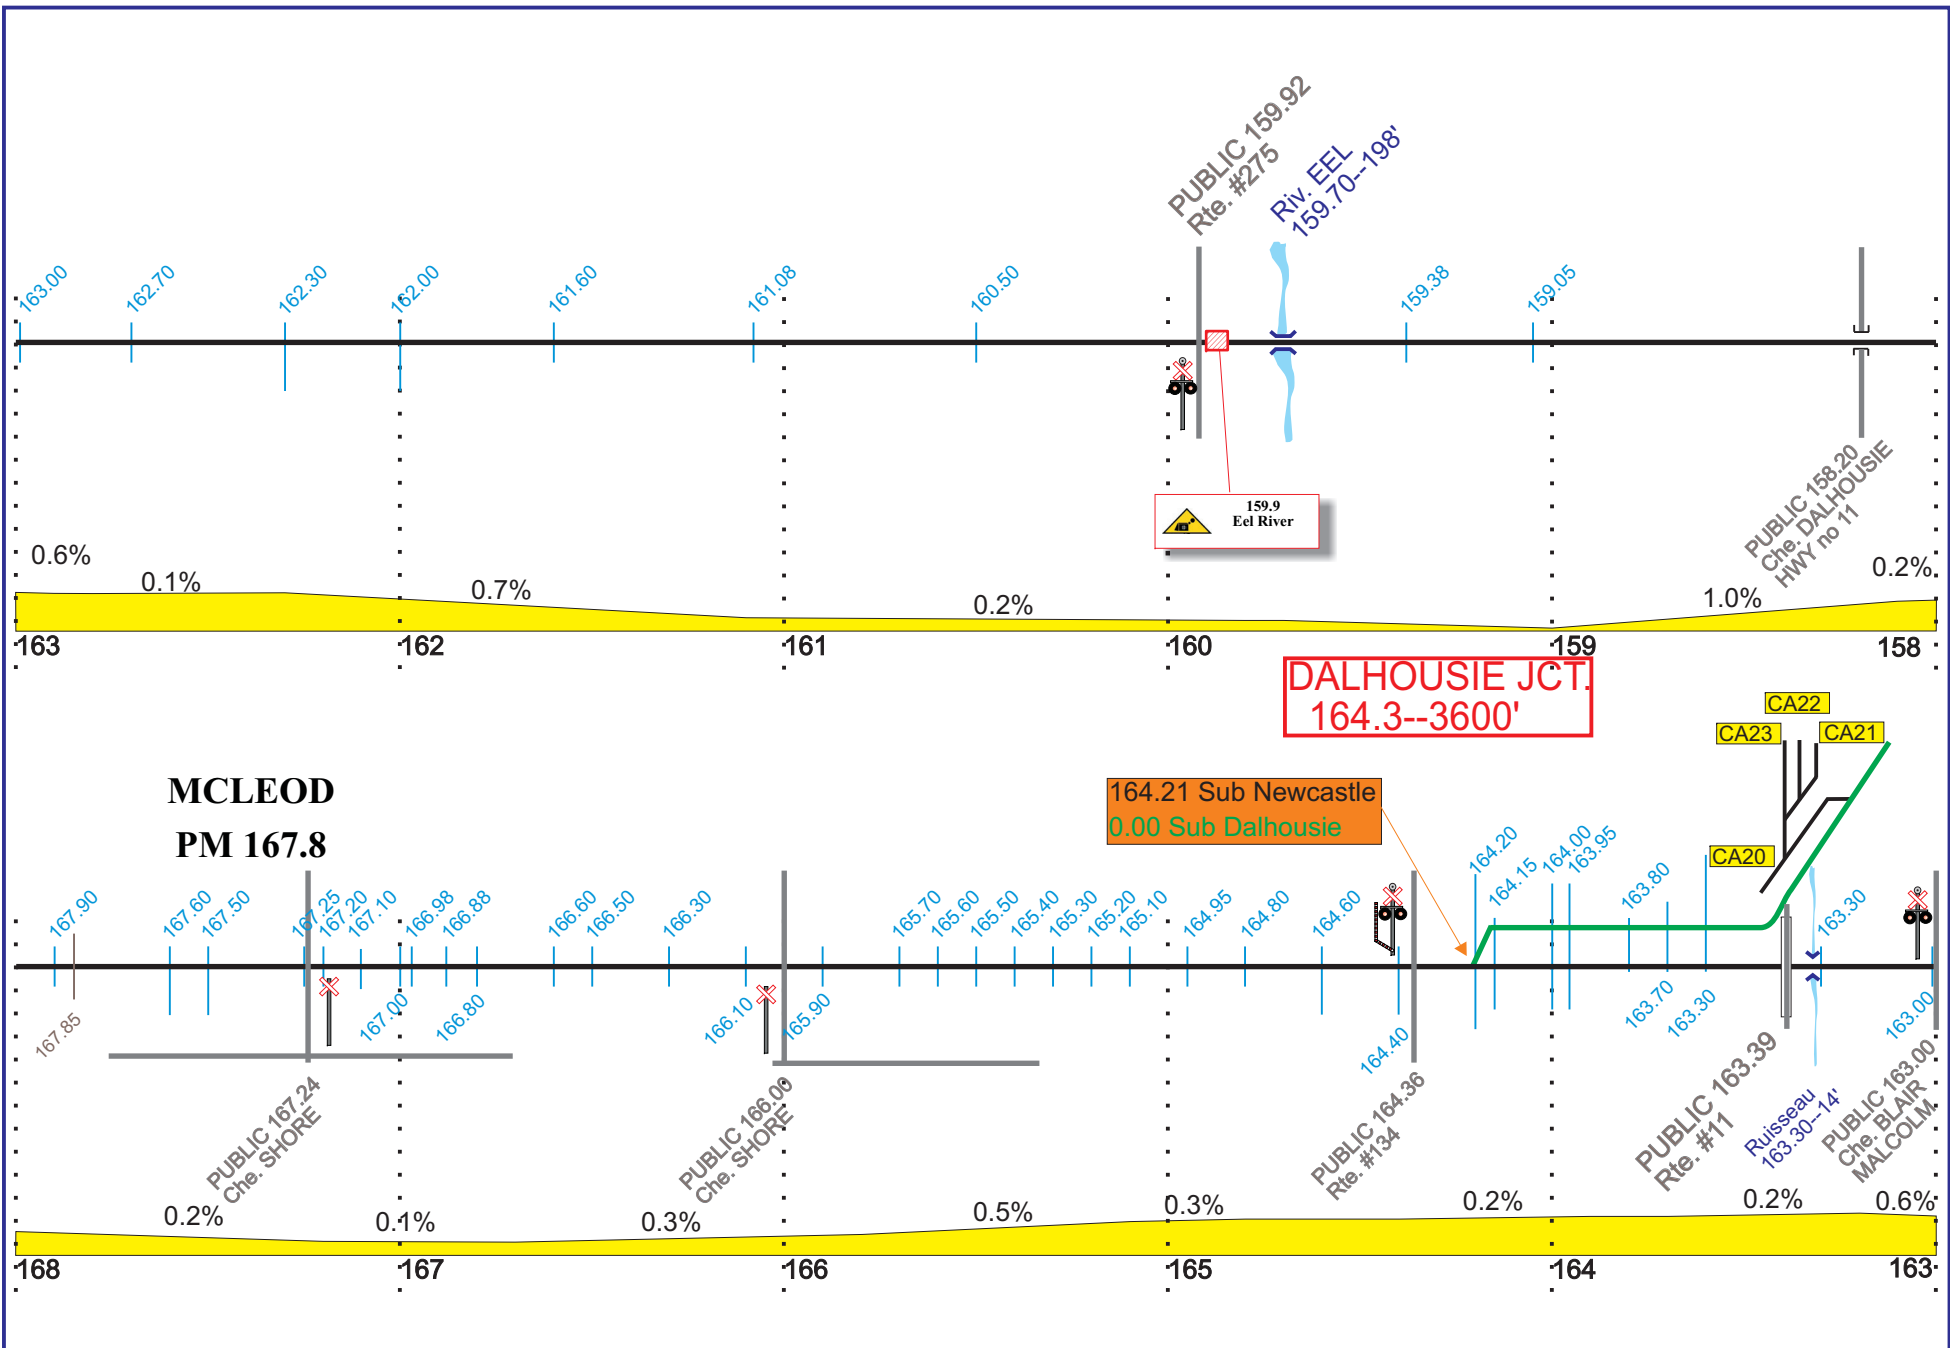 PUBLIC 159.92
Rte. #275
Riv. EEL
159.70--198'
163.00
162.70
162.30
162.00
161.60
161.08
160.50
159.38
159.05
159.9
Eel River
PUBLIC 158.20
Che. DALHOUSIE
HWY no 11
0.6%
0.1%
0.7%
0.2%
1.0%
0.2%
163
162
161
160
159
158
DALHOUSIE JCT.
164.3--3600'
CA22
CA23
CA21
CA20
MCLEOD
PM 167.8
164.21 Sub Newcastle
0.00 Sub Dalhousie
167.90
167.60
167.50
167.25
167.20
167.10
166.98
166.88
166.60
166.50
166.30
165.70
165.60
165.50
165.40
165.30
165.20
165.10
164.95
164.80
164.60
164.20
164.15
164.00
163.95
163.80
163.30
167.85
167.00
166.80
166.10
165.90
164.40
163.70
163.30
163.00
PUBLIC 167.24
Che. SHORE
PUBLIC 166.00
Che. SHORE
PUBLIC 164.36
Rte. #134
PUBLIC 163.39
Rte. #11
Ruisseau
163.30--14'
PUBLIC 163.00
Che. BLAIR
MALCOLM
0.2%
0.1%
0.3%
0.5%
0.3%
0.2%
0.2%
0.6%
168
167
166
165
164
163